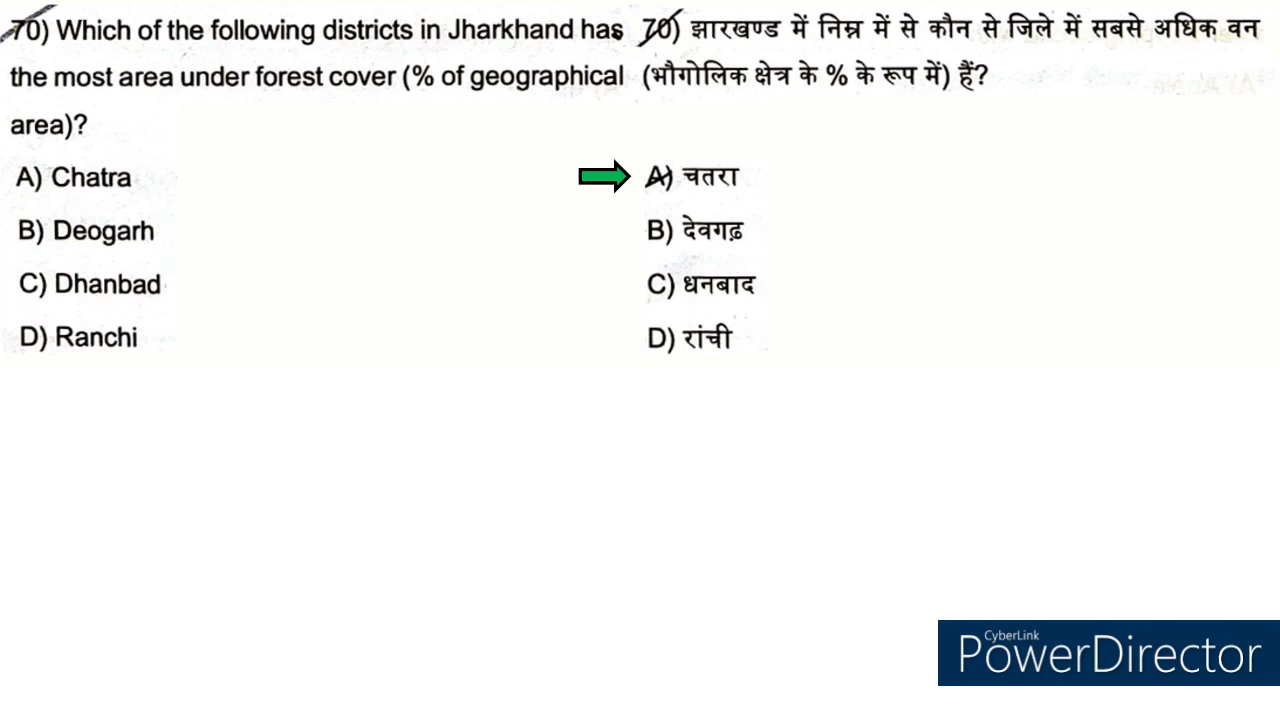 70) Which of the following districts in Jharkhand has
the most area under forest cover (% of geographical
area)?
A) Chatra
B) Deogarh
C) Dhanbad
D) Ranchi
70) झारखण्ड में निम्न में से कौन से जिले में सबसे अधिक वन
(भौगोलिक क्षेत्र के % के रूप में) हैं?
A) चतरा
B) देवगढ़
C) धनबाद
D) रांची
CyberLink
PowerDirector